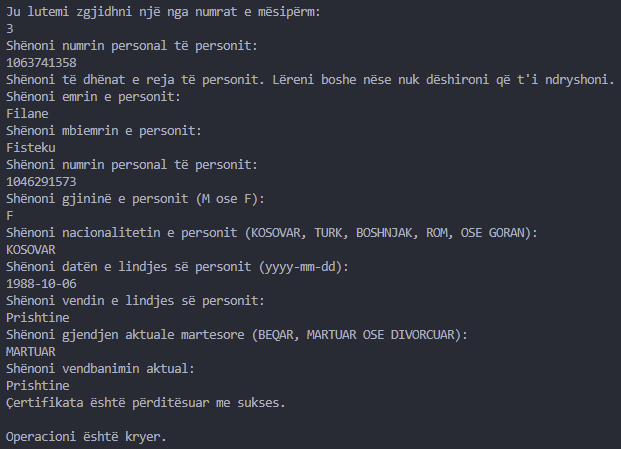 Ju lutemi zgjidhni një nga numrat e mësipërm:
3
Shënoni numrin personal të personit:
1063741358
Shënoni të dhënat e reja të personit. Lëreni boshe nëse nuk dëshironi që t'i ndryshoni.
Shënoni emrin e personit:
Filane
Shënoni mbiemrin e personit:
Fisteku
Shënoni numrin personal të personit:
1046291573
Shënoni gjininë e personit (M ose F):
F
Shënoni nacionalitetin e personit (KOSOVAR, TURK, BOSHNJAK, ROM, OSE GORAN):
KOSOVAR
Shënoni datën e lindjes së personit (yyyy-mm-dd):
1988-10-06
Shënoni vendin e lindjes së personit:
Prishtine
Shënoni gjendjen aktuale martesore (BEQAR, MARTUAR OSE DIVORCUAR):
MARTUAR
Shënoni vendbanimin aktual:
Prishtine
Çertifikata është përditësuar me sukses.
Operacioni është kryer.